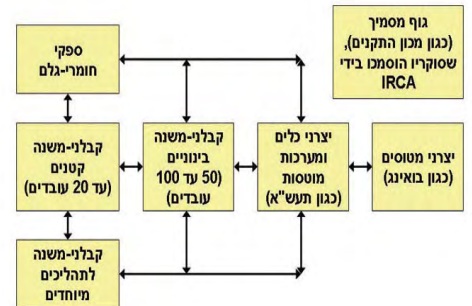 גוף מסמיך
(כגון מכון התקנים),
שסוקריו הוסמכו בידי
IRCA
ספקי
חומרי-גלם
יצרני מטוסים
(כגון בואינג)
יצרני כלים
ומערכות
מוטסות
(כגון תעש"א)
קבלני-משנה
בינוניים
(50 עד 100
עובדים)
קבלני-משנה
קטנים
(עד 20 עובדים)
קבלני-משנה
לתהליכים
מיוחדים